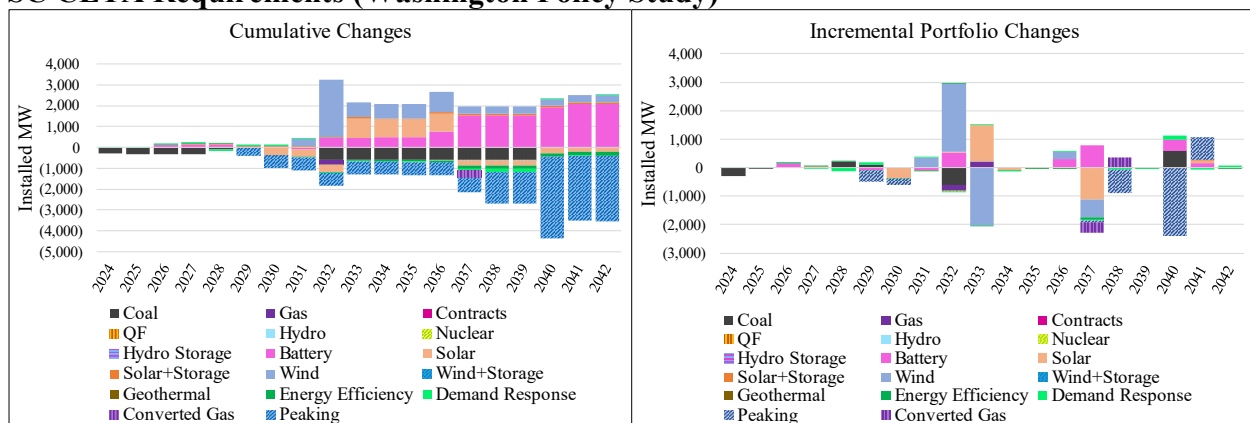 SC CETA Requirements (Washington Policy Study)
Cumulative Changes
Installed MW
4,000
3,000
2,000
1,000
-
(1,000)
(2,000)
(3,000)
(4,000)
(5,000)
2024 2025 2026 2027 2028 2029 2030 2031 2032 2033 2034 2035 2036 2037 2038 2039 2040 2041 2042
Coal Gas Contracts
QF Hydro Nuclear
Hydro Storage Battery Solar
Solar+Storage Wind Wind+Storage
Geothermal Energy Efficiency Demand Response
Converted Gas Peaking
Incremental Portfolio Changes
Installed MW
4,000
3,000
2,000
1,000
-
(1,000)
(2,000)
(3,000)
2024 2025 2026 2027 2028 2029 2030 2031 2032 2033 2034 2035 2036 2037 2038 2039 2040 2041 2042
Coal Gas Contracts
QF Hydro Nuclear
Hydro Storage Battery Solar
Solar+Storage Wind Wind+Storage
Geothermal Energy Efficiency Demand Response
Peaking Converted Gas